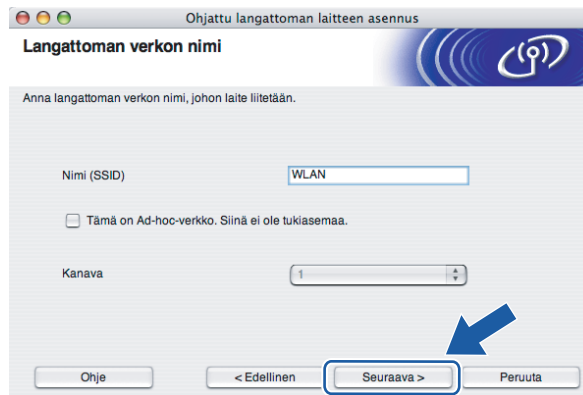 Ohjattu langattoman laitteen asennus
Langattoman verkon nimi
Anna langattoman verkon nimi, johon laite liitetään.
Nimi (SSID) WLAN
Tämä on Ad-hoc-verkko. Siinä ei ole tukiasemaa.
Kanava 1
Ohje < Edellinen Seuraava > Peruuta